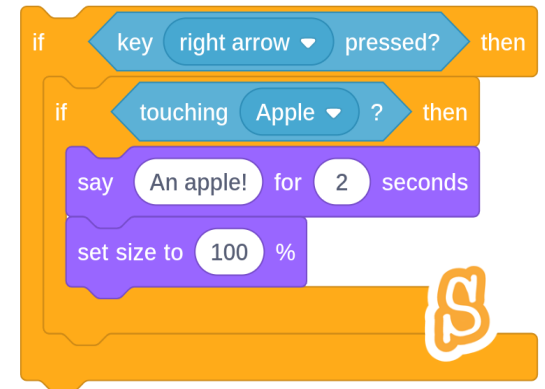 if key right arrow pressed? then
if touching Apple ? then
say An apple! for 2 seconds
set size to 100 %
S